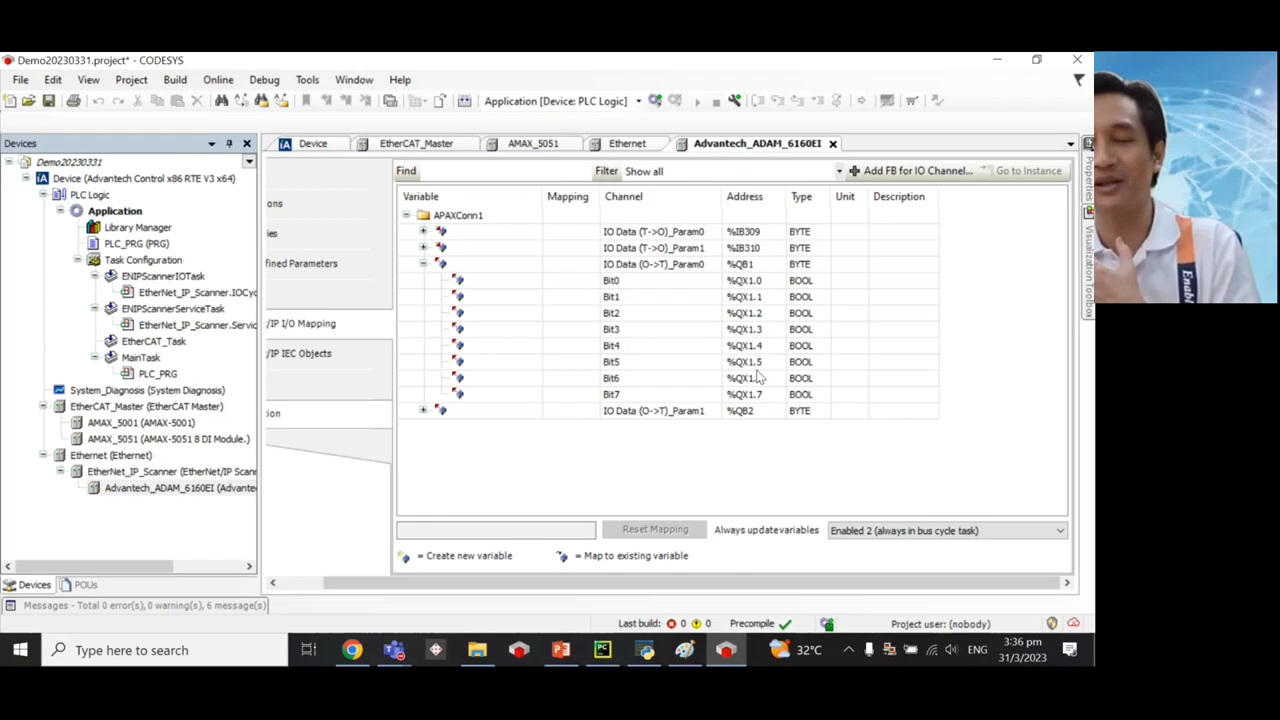 Demo20230331.project* - CODESYS
File Edit View Project Build Online Debug Tools Window Help
Application [Device: PLC Logic]
Devices
Device EtherCAT_Master AMAX_5051 Ethernet Advantech_ADAM_6160EI
Demo20230331
Device (Advantech Control x86 RTE V3 x64)
PLC Logic
Application
Library Manager
PLC_PRG (PRG)
Task Configuration
ENIPScannerIOTask
EtherNet_IP_Scanner.IOCyc
ENIPScannerServiceTask
EtherNet_IP_Scanner.Servic
EtherCAT_Task
MainTask
PLC_PRG
System_Diagnosis (System Diagnosis)
EtherCAT_Master (EtherCAT Master)
AMAX_5001 (AMAX-5001)
AMAX_5051 (AMAX-5051 8 DI Module.)
Ethernet (Ethernet)
EtherNet_IP_Scanner (EtherNet/IP Scann
Advantech_ADAM_6160EI (Advante
Devices POUs
ons
ies
fined Parameters
/IP I/O Mapping
/IP IEC Objects
tion
Find Filter Show all Add FB for IO Channel... Go to Instance
Variable Mapping Channel Address Type Unit Description
APAXConn1
IO Data (T->O)_Param0 %IB309 BYTE
IO Data (T->O)_Param1 %IB310 BYTE
IO Data (O->T)_Param0 %QB1 BYTE
Bit0 %QX1.0 BOOL
Bit1 %QX1.1 BOOL
Bit2 %QX1.2 BOOL
Bit3 %QX1.3 BOOL
Bit4 %QX1.4 BOOL
Bit5 %QX1.5 BOOL
Bit6 %QX1. BOOL
Bit7 %QX1.7 BOOL
IO Data (O->T)_Param1 %QB2 BYTE
Reset Mapping Always update variables Enabled 2 (always in bus cycle task)
= Create new variable = Map to existing variable
Properties
Visualization Toolbox
Enabl
Messages - Total 0 error(s), 0 warning(s), 6 message(s)
Last build: 0 0 Precompile Project user: (nobody)
Type here to search
32°C ENG
3:36 pm
31/3/2023